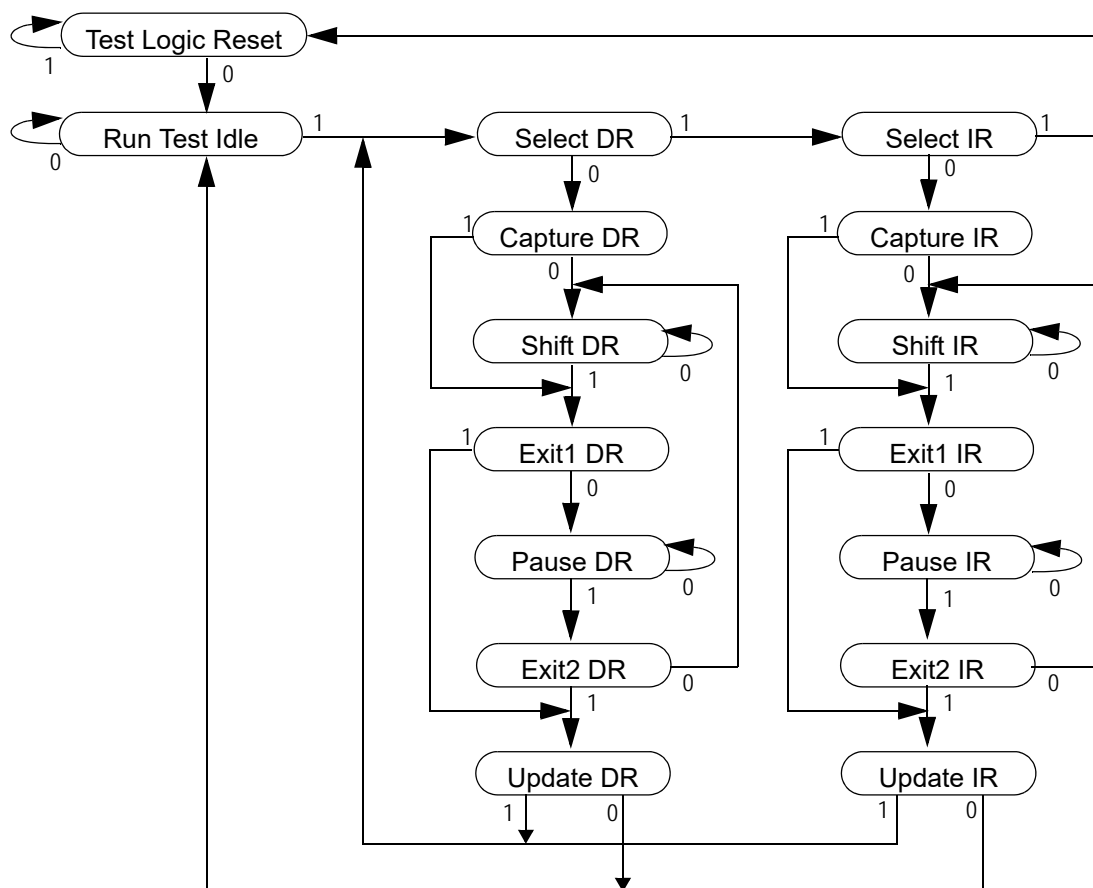 Test Logic Reset
1
0
Run Test Idle
1
0
Select DR
1
0
Select IR
1
0
Capture DR
1
0
Capture IR
1
0
Shift DR
0
1
Shift IR
0
1
Exit1 DR
1
0
Exit1 IR
1
0
Pause DR
0
1
Pause IR
0
1
Exit2 DR
0
1
Exit2 IR
0
1
Update DR
1
0
Update IR
1
0